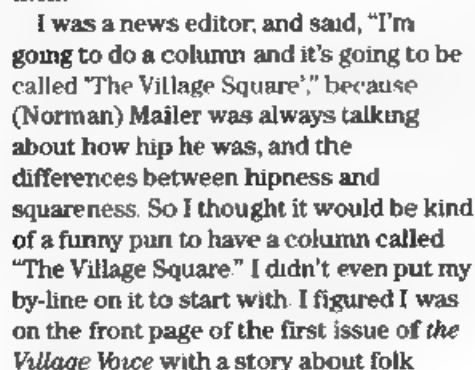 I was a news editor, and said, “I’m
going to do a column and it’s going to be
called ‘The Village Square’,” because
(Norman) Mailer was always talking
about how hip he was, and the
differences between hipness and
squareness. So I thought it would be kind
of a funny pun to have a column called
“The Village Square.” I didn’t even put my
by-line on it to start with. I figured I was
on the front page of the first issue of the
Village Voice with a story about folk